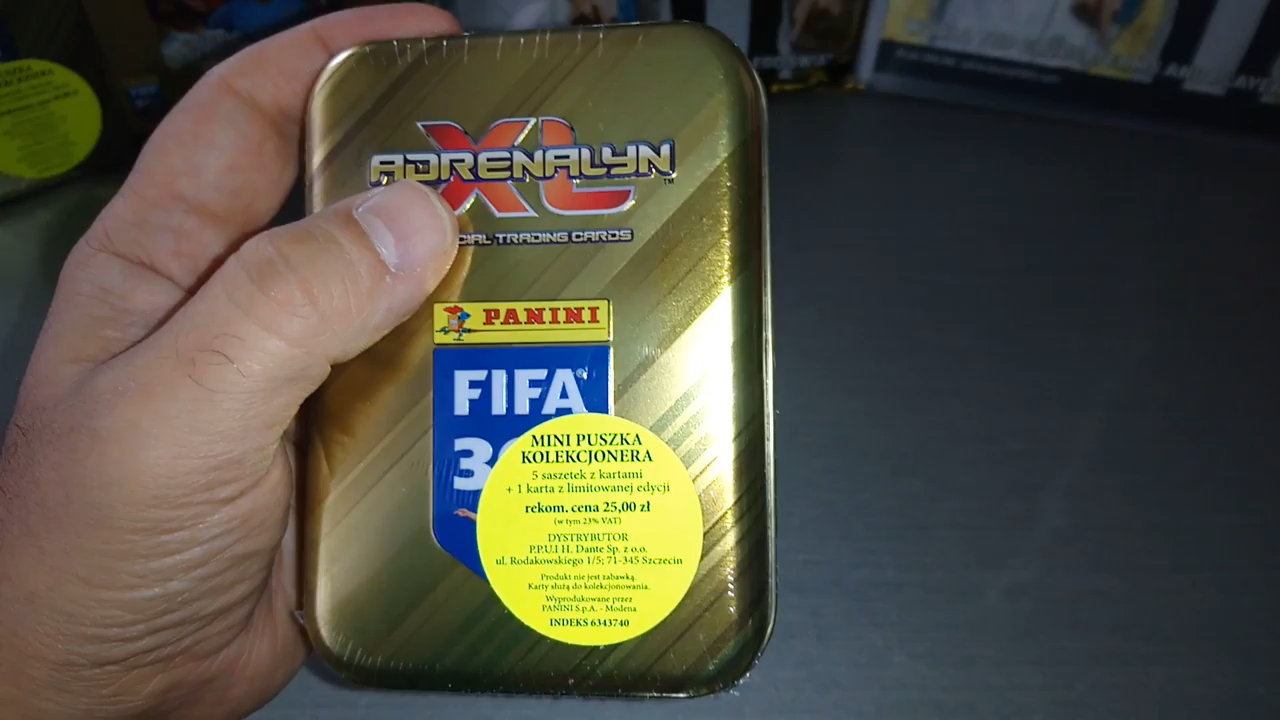 ADRENALYN XL™
CIAL TRADING CARDS
PANINI
FIFA®
3
MINI PUSZKA
KOLEKCJONERA
5 saszetek z kartami
+ 1 karta z limitowanej edycji
rekom. cena 25,00 zł
(w tym 23% VAT)
DYSTRYBUTOR
P.P.U.I H. Dante Sp. z o.o.
ul. Rodakowskiego 1/5; 71-345 Szczecin
Produkt nie jest zabawką.
Karty służą do kolekcjonowania.
Wyprodukowane przez
PANINI S.p.A. - Modena
INDEKS 6343740